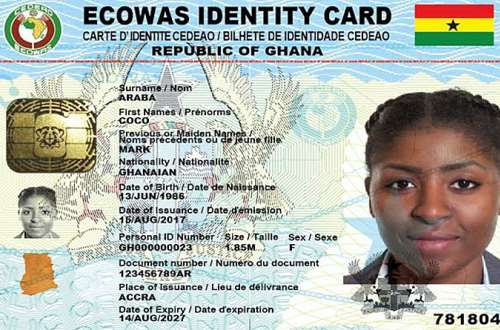 CEDEAO
ECOWAS
ECOWAS IDENTITY CARD
CARTE D'IDENTITE CEDEAO / BILHETE DE IDENTIDADE CEDEAO
REPÙBLIC OF GHANA
Surname / Nom
ARABA
First Names / Prénorms
COCO
Previous or Maiden Names /
Noms précédents ou de jeune fille
MARK
Nationality / Nationalité
GHANAIAN
Date of Birth / Date de Naissance
13/JUN/1986
Date of Issuance / Date d'émission
15/AUG/2017
Personal ID Number Size / Taille Sex / Sexe
GH000000023 1.85M F
Document number / Numéro du document
123456789AR
Place of Issuance / Lieu de délivrance
ACCRA
Date of Expiry / Date d'expiration
14/AUG/2027
781804